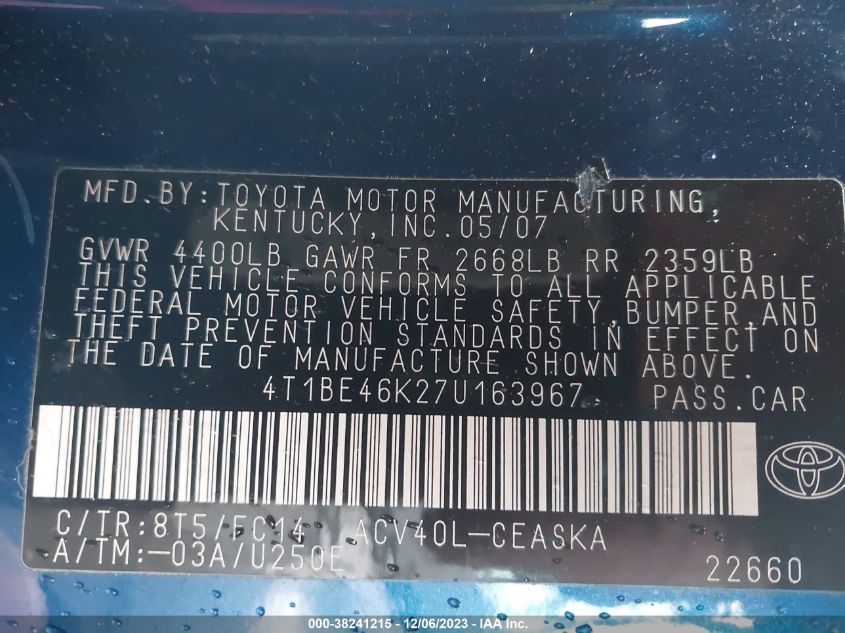 MFD. BY: TOYOTA MOTOR MANUFACTURING,
KENTUCKY, INC. 05/07
GVWR 4400LB GAWR FR 2668LB RR 2359LB
THIS VEHICLE CONFORMS TO ALL APPLICABLE
FEDERAL MOTOR VEHICLE SAFETY, BUMPER, AND
THEFT PREVENTION STANDARDS IN EFFECT ON
THE DATE OF MANUFACTURE SHOWN ABOVE.
4T1BE46K27U163967 PASS.CAR
C/TR:8T5/FC14 ACV40L-CEASKA
A/TM:-03A/U250E
22660
000-38241215 - 12/06/2023 - IAA Inc.